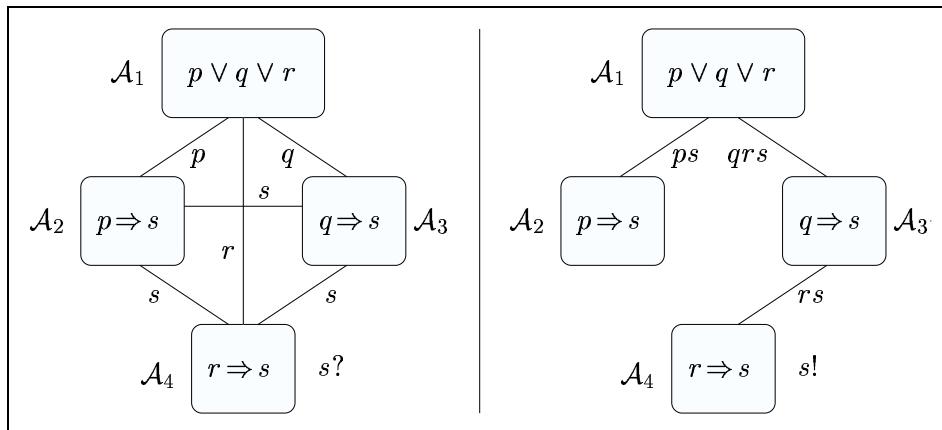 𝒜₁ p ∨ q ∨ r
p q
s
𝒜₂ p ⇒ s q ⇒ s 𝒜₃
r
s s
𝒜₄ r ⇒ s s?
𝒜₁ p ∨ q ∨ r
ps qrs
𝒜₂ p ⇒ s q ⇒ s 𝒜₃
rs
𝒜₄ r ⇒ s s!